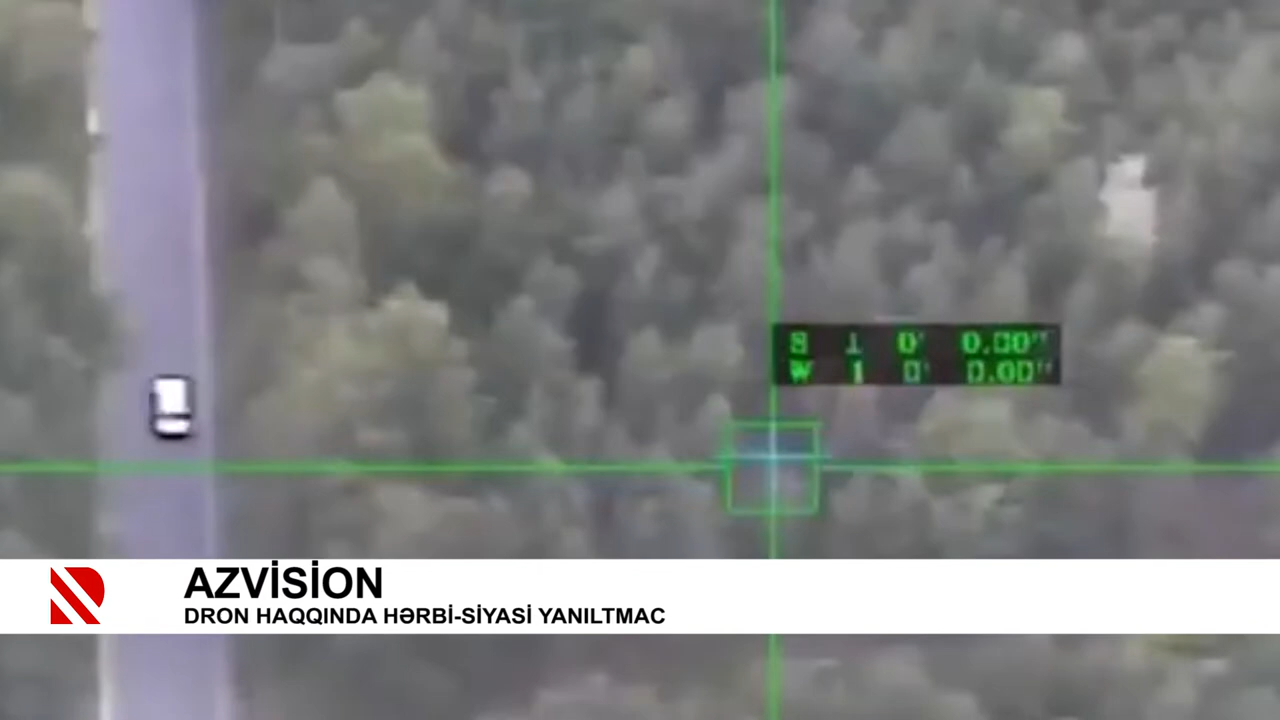 S 1 0' 0.00"
W 1 0' 0.00"
AZVİSİON
DRON HAQQINDA HƏRBİ-SİYASİ YANILTMAC